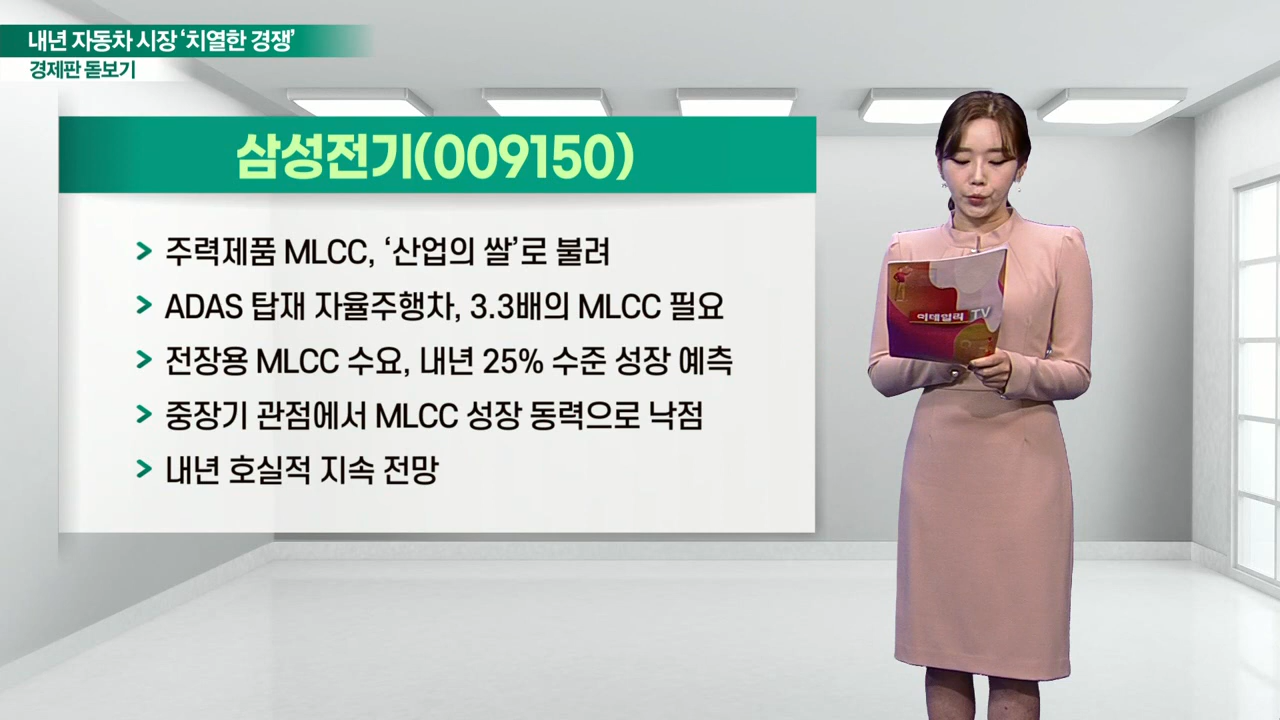 내년 자동차 시장 ‘치열한 경쟁’
경제판 돋보기
삼성전기(009150)
> 주력제품 MLCC, ‘산업의 쌀’로 불려
> ADAS 탑재 자율주행차, 3.3배의 MLCC 필요
> 전장용 MLCC 수요, 내년 25% 수준 성장 예측
> 중장기 관점에서 MLCC 성장 동력으로 낙점
> 내년 호실적 지속 전망
이데일리 TV